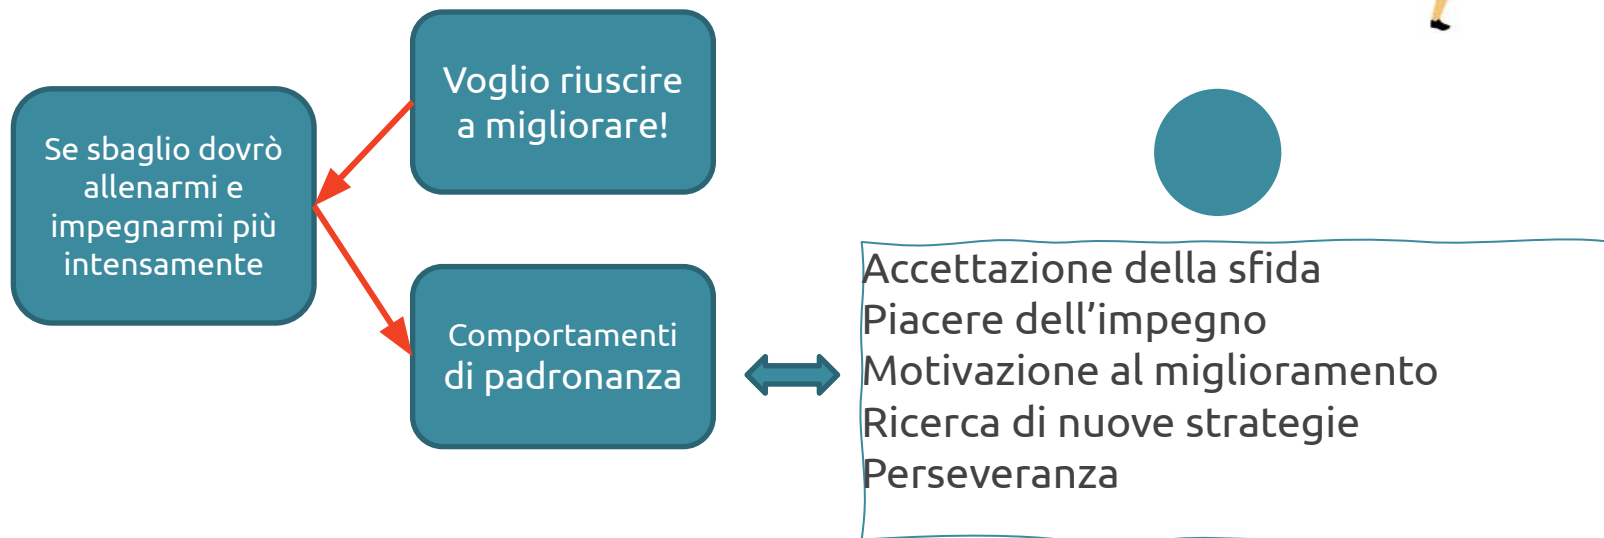 Voglio riuscire
a migliorare!
Se sbaglio dovrò
allenarmi e
impegnarmi più
intensamente
Comportamenti
di padronanza
Accettazione della sfida
Piacere dell’impegno
Motivazione al miglioramento
Ricerca di nuove strategie
Perseveranza